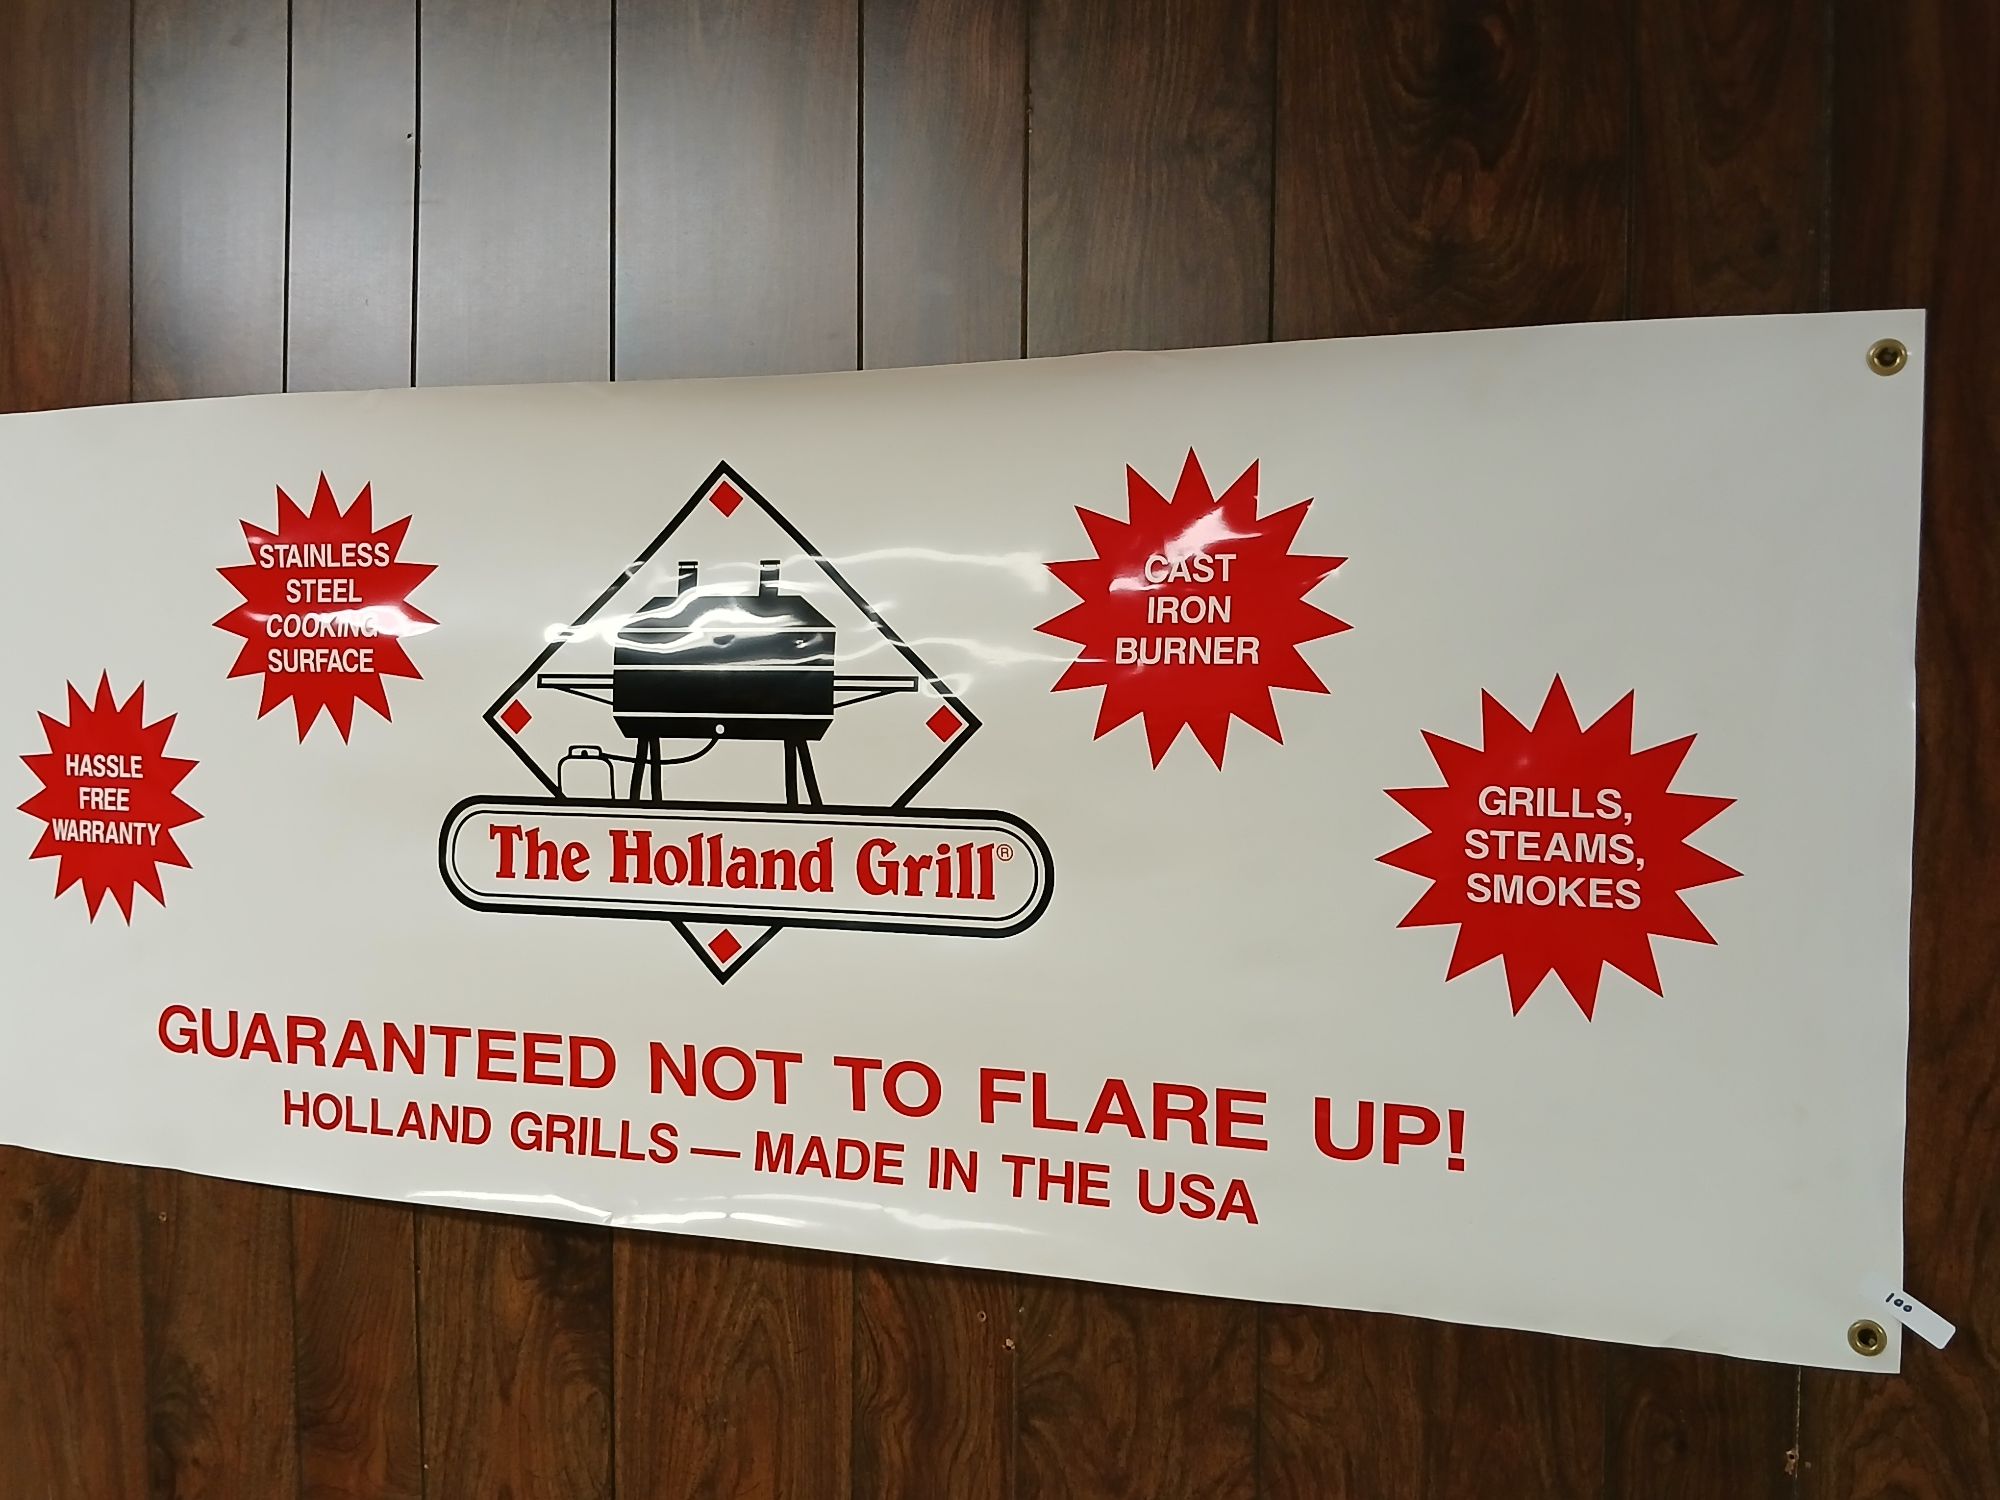 STAINLESS
STEEL
COOKING
SURFACE
HASSLE
FREE
WARRANTY
The Holland Grill®
CAST
IRON
BURNER
GRILLS,
STEAMS,
SMOKES
GUARANTEED NOT TO FLARE UP!
HOLLAND GRILLS — MADE IN THE USA
100